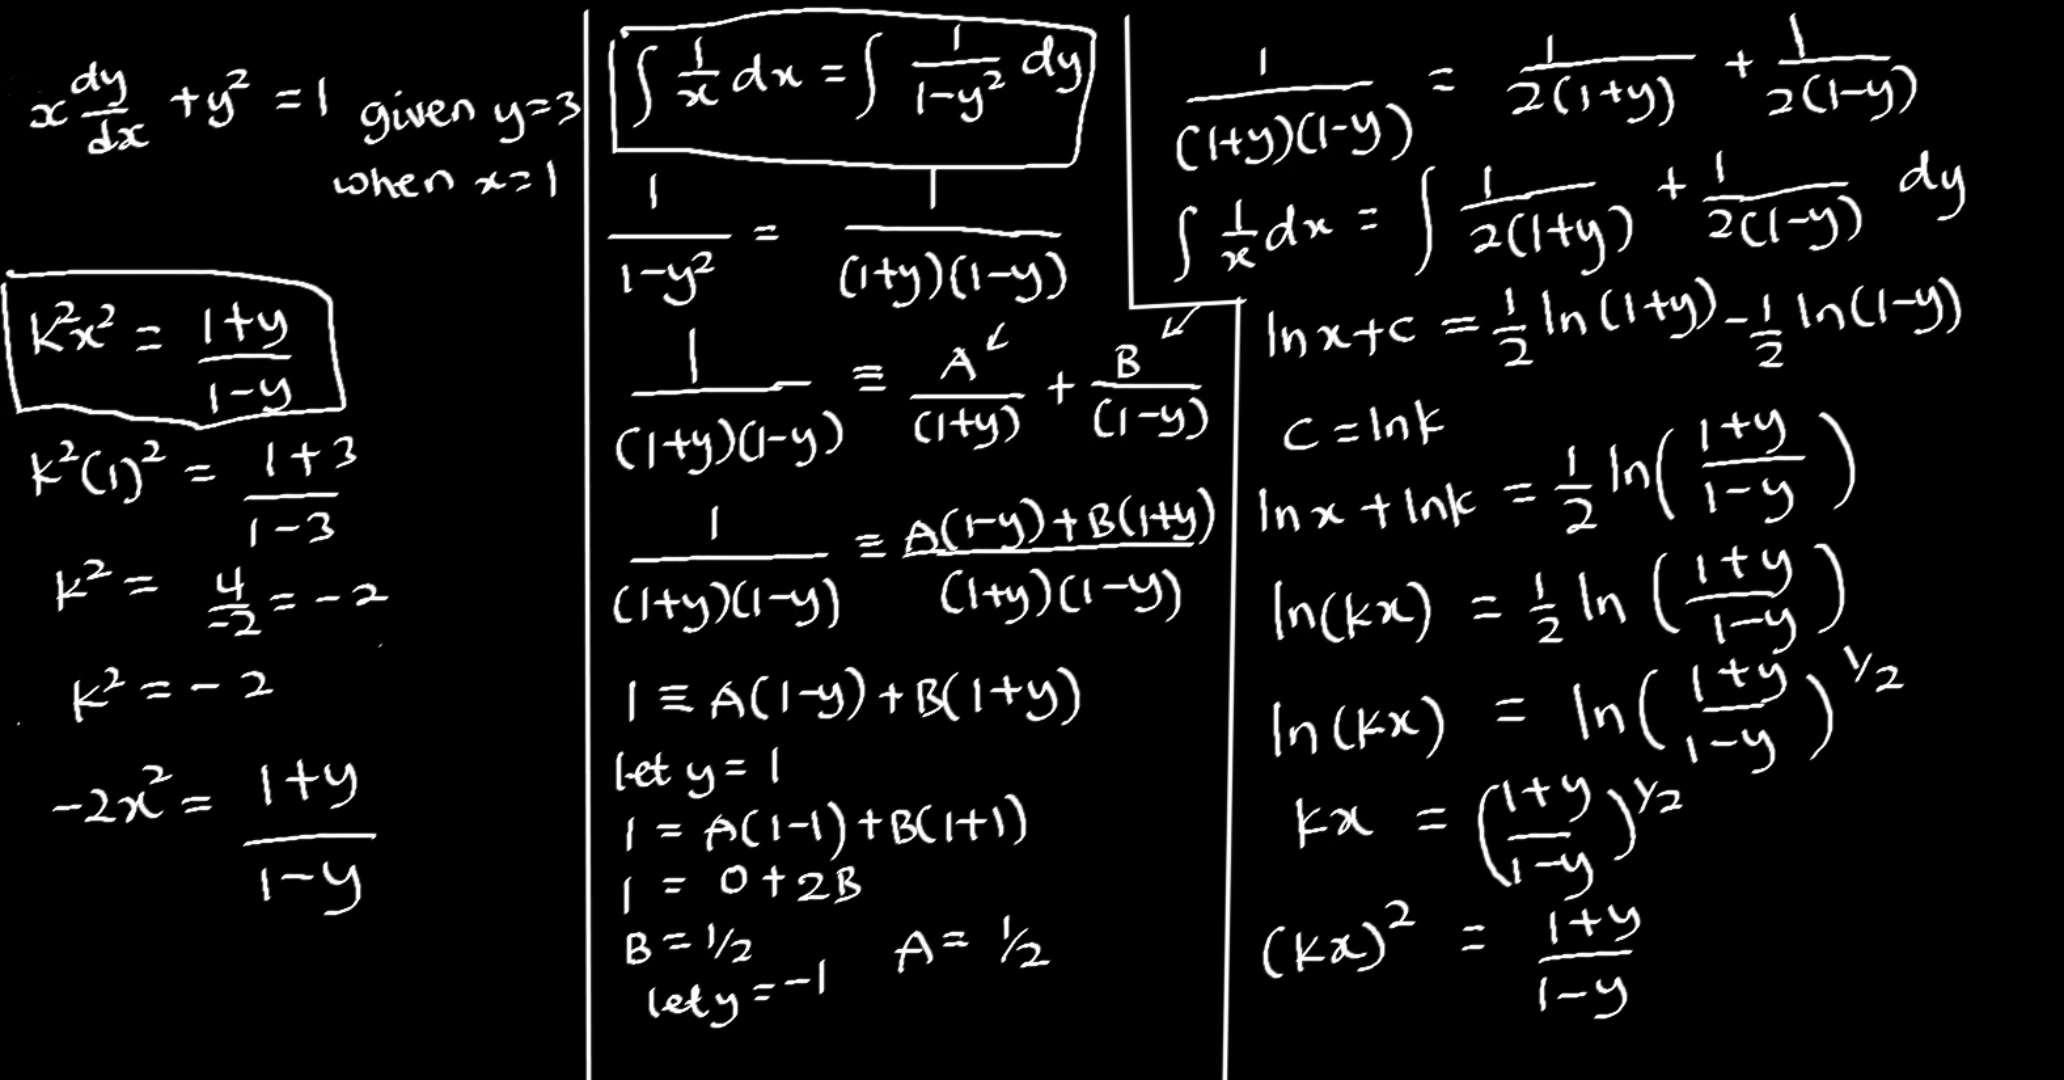 x dy/dx + y² = 1 given y=3
when x=1
k²x² = (1+y)/(1-y)
k²(1)² = (1+3)/(1-3)
k² = 4/-2 = -2
k² = -2
-2x² = (1+y)/(1-y)
∫ 1/x dx = ∫ 1/(1-y²) dy
1/(1-y²) = 1/((1+y)(1-y))
1/((1+y)(1-y)) ≡ A/(1+y) + B/(1-y)
1/((1+y)(1-y)) ≡ (A(1-y)+B(1+y))/((1+y)(1-y))
1 ≡ A(1-y)+B(1+y)
let y=1
1 = A(1-1)+B(1+1)
1 = 0+2B
B=1/2 A=1/2
let y=-1
1/((1+y)(1-y)) = 1/(2(1+y)) + 1/(2(1-y))
∫ 1/x dx = ∫ 1/(2(1+y)) + 1/(2(1-y)) dy
ln x+c = 1/2 ln(1+y) - 1/2 ln(1-y)
c = ln k
ln x + ln k = 1/2 ln((1+y)/(1-y))
ln(kx) = 1/2 ln((1+y)/(1-y))
ln(kx) = ln((1+y)/(1-y))^1/2
kx = ((1+y)/(1-y))^1/2
(kx)² = (1+y)/(1-y)